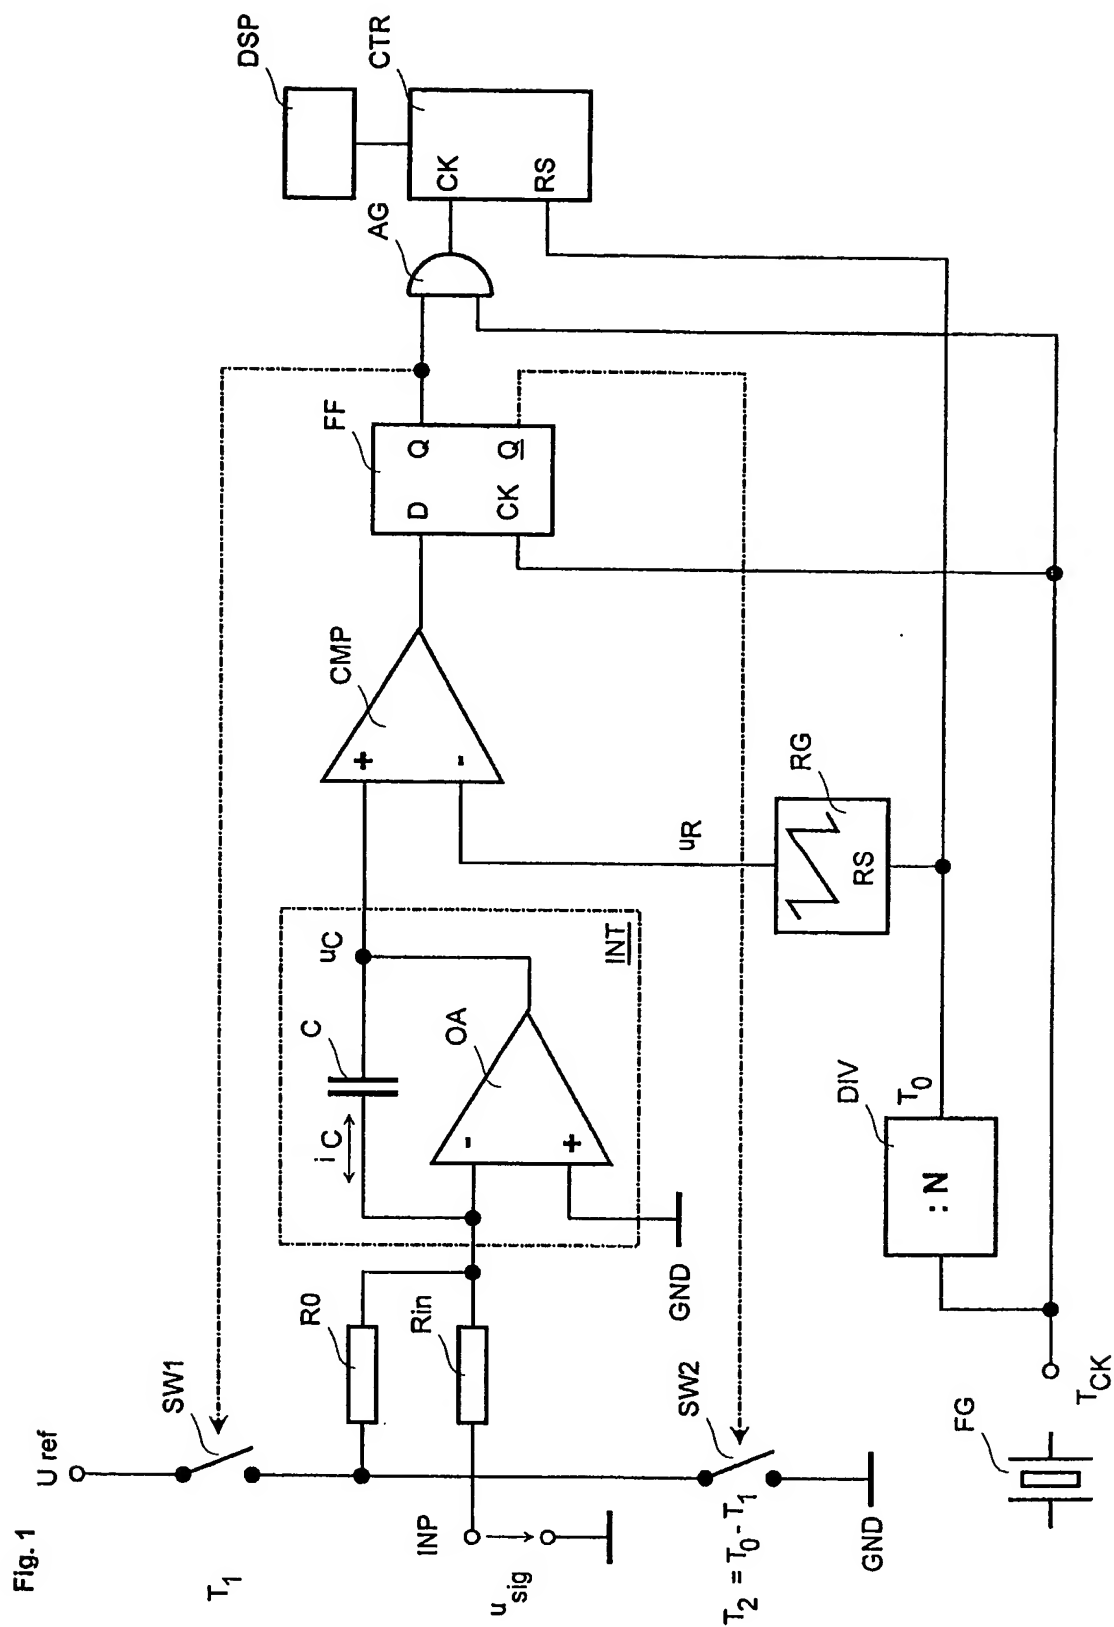 Fig. 1
U ref
SW1
T1
R0
Rin
INP
u sig
SW2
T2 = T0 - T1
GND
GND
iC
C
uC
OA
-
+
INT
CMP
+
-
uR
RG
RS
FF
D
Q
CK
Q
AG
DSP
CTR
CK
RS
DIV
: N
T0
FG
TCK